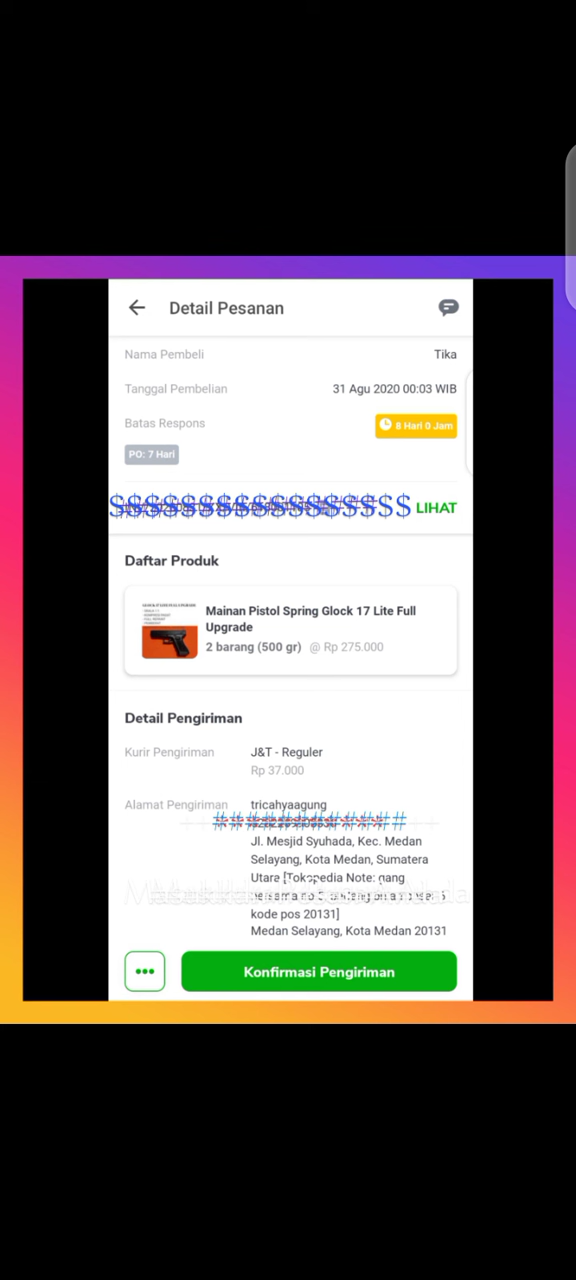 Detail Pesanan
Nama Pembeli Tika
Tanggal Pembelian 31 Agu 2020 00:03 WIB
Batas Respons 8 Hari 0 Jam
PO: 7 Hari
$$$$$$$$$$$$$$$$$ LIHAT
Daftar Produk
Mainan Pistol Spring Glock 17 Lite Full
Upgrade
2 barang (500 gr) @ Rp 275.000
Detail Pengiriman
Kurir Pengiriman J&T - Reguler
Rp 37.000
Alamat Pengiriman tricahyaagung
Jl. Mesjid Syuhada, Kec. Medan
Selayang, Kota Medan, Sumatera
Utara [Tokopedia Note: gang
bersama
kode pos 20131]
Medan Selayang, Kota Medan 20131
Konfirmasi Pengiriman